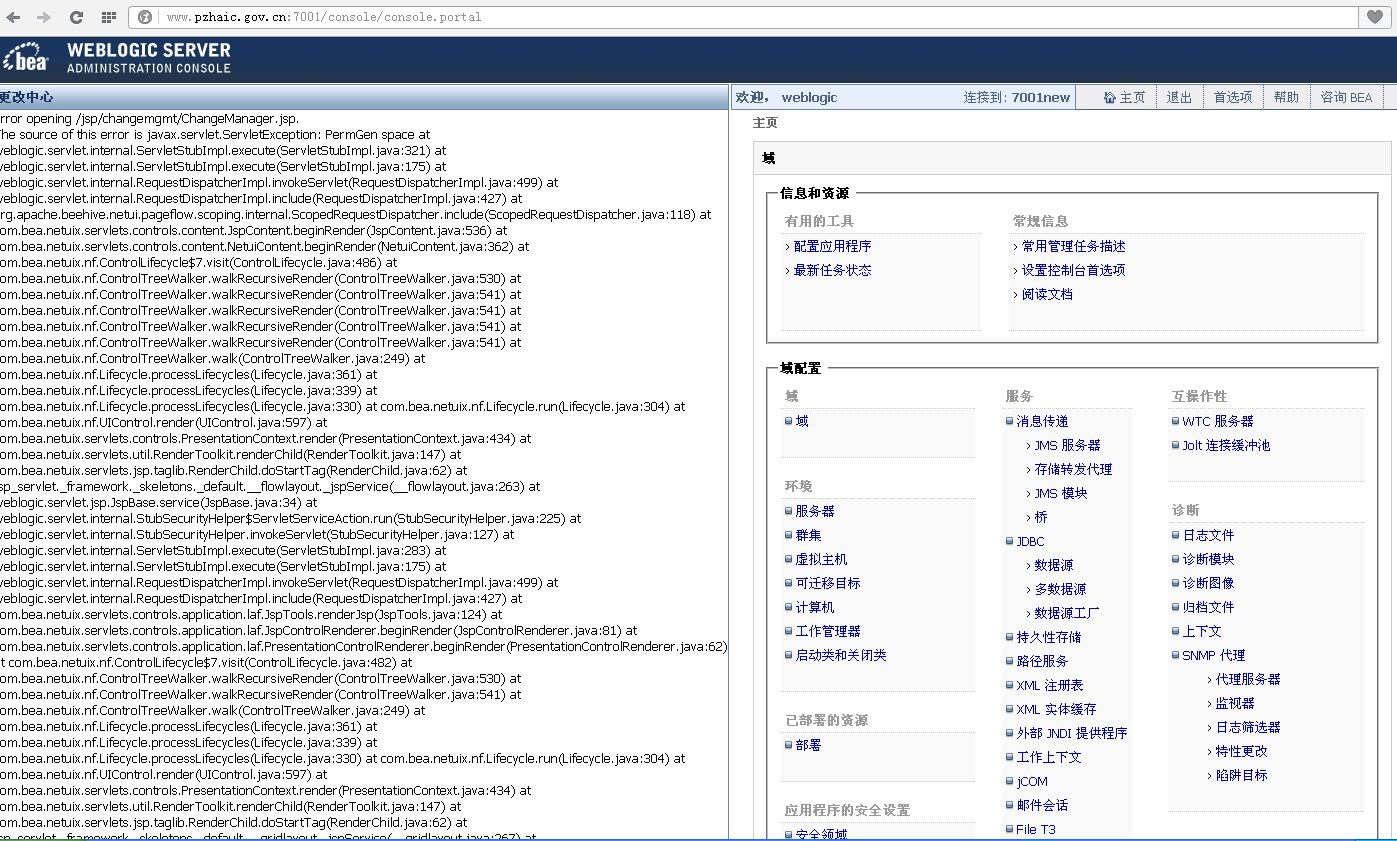 www.pzhaic.gov.cn:7001/console/console.portal
bea
WEBLOGIC SERVER
ADMINISTRATION CONSOLE
更改中心
rror opening /jsp/changemgmt/ChangeManager.jsp.
he source of this error is javax.servlet.ServletException: PermGen space at
veblogic.servlet.internal.ServletStubImpl.execute(ServletStubImpl.java:321) at
veblogic.servlet.internal.ServletStubImpl.execute(ServletStubImpl.java:175) at
veblogic.servlet.internal.RequestDispatcherImpl.invokeServlet(RequestDispatcherImpl.java:499) at
veblogic.servlet.internal.RequestDispatcherImpl.include(RequestDispatcherImpl.java:427) at
rg.apache.beehive.netui.pageflow.scoping.internal.ScopedRequestDispatcher.include(ScopedRequestDispatcher.java:118) at
om.bea.netuix.servlets.controls.content.JspContent.beginRender(JspContent.java:536) at
om.bea.netuix.servlets.controls.content.NetuiContent.beginRender(NetuiContent.java:362) at
om.bea.netuix.nf.ControlLifecycle$7.visit(ControlLifecycle.java:486) at
om.bea.netuix.nf.ControlTreeWalker.walkRecursiveRender(ControlTreeWalker.java:530) at
om.bea.netuix.nf.ControlTreeWalker.walkRecursiveRender(ControlTreeWalker.java:541) at
om.bea.netuix.nf.ControlTreeWalker.walkRecursiveRender(ControlTreeWalker.java:541) at
om.bea.netuix.nf.ControlTreeWalker.walkRecursiveRender(ControlTreeWalker.java:541) at
om.bea.netuix.nf.ControlTreeWalker.walkRecursiveRender(ControlTreeWalker.java:541) at
om.bea.netuix.nf.ControlTreeWalker.walk(ControlTreeWalker.java:249) at
om.bea.netuix.nf.Lifecycle.processLifecycles(Lifecycle.java:361) at
om.bea.netuix.nf.Lifecycle.processLifecycles(Lifecycle.java:339) at
om.bea.netuix.nf.Lifecycle.processLifecycles(Lifecycle.java:330) at com.bea.netuix.nf.Lifecycle.run(Lifecycle.java:304) at
om.bea.netuix.nf.UIControl.render(UIControl.java:597) at
om.bea.netuix.servlets.controls.PresentationContext.render(PresentationContext.java:434) at
om.bea.netuix.servlets.util.RenderToolkit.renderChild(RenderToolkit.java:147) at
om.bea.netuix.servlets.jsp.taglib.RenderChild.doStartTag(RenderChild.java:62) at
sp_servlet._framework._skeletons._default.__flowlayout._jspService(__flowlayout.java:263) at
veblogic.servlet.jsp.JspBase.service(JspBase.java:34) at
veblogic.servlet.internal.StubSecurityHelper$ServletServiceAction.run(StubSecurityHelper.java:225) at
veblogic.servlet.internal.StubSecurityHelper.invokeServlet(StubSecurityHelper.java:127) at
veblogic.servlet.internal.ServletStubImpl.execute(ServletStubImpl.java:283) at
veblogic.servlet.internal.ServletStubImpl.execute(ServletStubImpl.java:175) at
veblogic.servlet.internal.RequestDispatcherImpl.invokeServlet(RequestDispatcherImpl.java:499) at
veblogic.servlet.internal.RequestDispatcherImpl.include(RequestDispatcherImpl.java:427) at
om.bea.netuix.servlets.controls.application.laf.JspTools.renderJsp(JspTools.java:124) at
om.bea.netuix.servlets.controls.application.laf.JspControlRenderer.beginRender(JspControlRenderer.java:81) at
om.bea.netuix.servlets.controls.application.laf.PresentationControlRenderer.beginRender(PresentationControlRenderer.java:62)
t com.bea.netuix.nf.ControlLifecycle$7.visit(ControlLifecycle.java:482) at
om.bea.netuix.nf.ControlTreeWalker.walkRecursiveRender(ControlTreeWalker.java:530) at
om.bea.netuix.nf.ControlTreeWalker.walkRecursiveRender(ControlTreeWalker.java:541) at
om.bea.netuix.nf.ControlTreeWalker.walk(ControlTreeWalker.java:249) at
om.bea.netuix.nf.Lifecycle.processLifecycles(Lifecycle.java:361) at
om.bea.netuix.nf.Lifecycle.processLifecycles(Lifecycle.java:339) at
om.bea.netuix.nf.Lifecycle.processLifecycles(Lifecycle.java:330) at com.bea.netuix.nf.Lifecycle.run(Lifecycle.java:304) at
om.bea.netuix.nf.UIControl.render(UIControl.java:597) at
om.bea.netuix.servlets.controls.PresentationContext.render(PresentationContext.java:434) at
om.bea.netuix.servlets.util.RenderToolkit.renderChild(RenderToolkit.java:147) at
om.bea.netuix.servlets.jsp.taglib.RenderChild.doStartTag(RenderChild.java:62) at
sp_servlet._framework._skeletons._default.__gridlayout._jspService(__gridlayout.java:267) at
欢迎， weblogic 连接到: 7001new 主页 退出 首选项 帮助 咨询 BEA
主页
域
信息和资源
有用的工具
› 配置应用程序
› 最新任务状态
常规信息
› 常用管理任务描述
› 设置控制台首选项
› 阅读文档
域配置
域
域
环境
服务器
群集
虚拟主机
可迁移目标
计算机
工作管理器
启动类和关闭类
已部署的资源
部署
应用程序的安全设置
安全领域
服务
消息传递
› JMS 服务器
› 存储转发代理
› JMS 模块
› 桥
JDBC
› 数据源
› 多数据源
› 数据源工厂
持久性存储
路径服务
XML 注册表
XML 实体缓存
外部 JNDI 提供程序
工作上下文
jCOM
邮件会话
File T3
互操作性
WTC 服务器
Jolt 连接缓冲池
诊断
日志文件
诊断模块
诊断图像
归档文件
上下文
SNMP 代理
› 代理服务器
› 监视器
› 日志筛选器
› 特性更改
› 陷阱目标